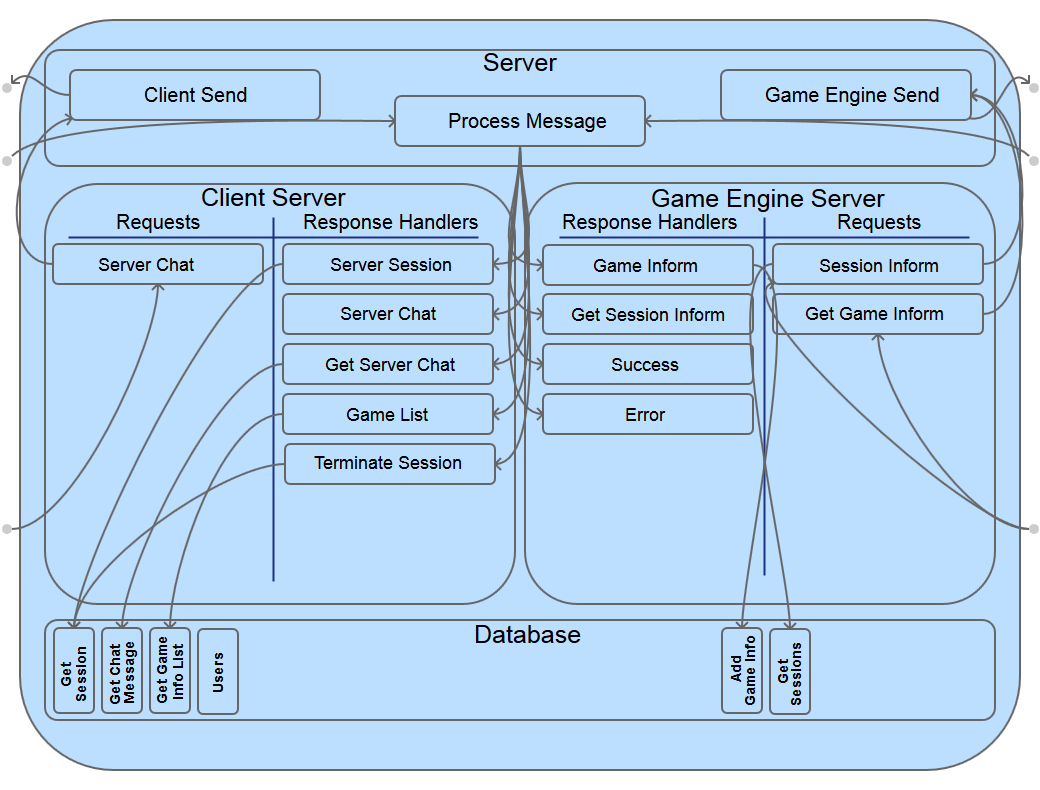 Server
Client Send
Game Engine Send
Process Message
Client Server
Requests
Response Handlers
Server Chat
Server Session
Server Chat
Get Server Chat
Game List
Terminate Session
Game Engine Server
Response Handlers
Requests
Game Inform
Session Inform
Get Session Inform
Get Game Inform
Success
Error
Database
Get
Session
Get Chat
Message
Get Game
Info List
Users
Add
Game Info
Get
Sessions